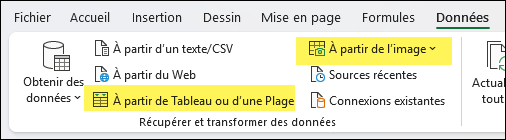 Fichier Accueil Insertion Dessin Mise en page Formules Données
À partir d'un texte/CSV
À partir de l'image
Obtenir des
données
À partir du Web
Sources récentes
À partir de Tableau ou d'une Plage
Connexions existantes
Récupérer et transformer des données
Actual
tout